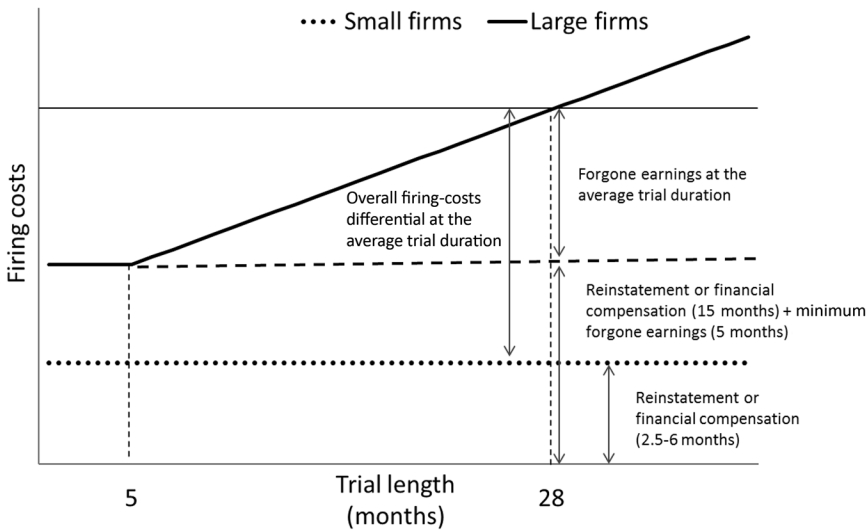 Small firms Large firms
Firing costs
Overall firing-costs
differential at the
average trial duration
Forgone earnings at the
average trial duration
Reinstatement or financial
compensation (15 months) + minimum
forgone earnings (5 months)
Reinstatement or
financial compensation
(2.5-6 months)
5
Trial length
(months)
28